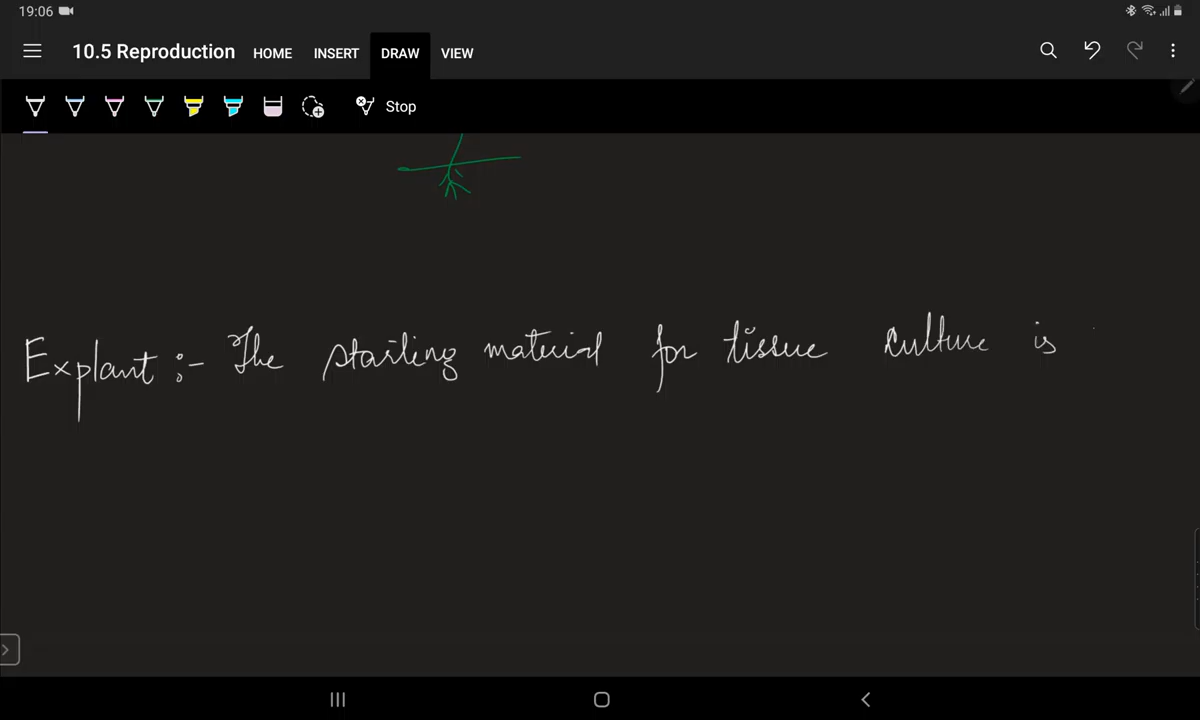 19:06
10.5 Reproduction HOME INSERT DRAW VIEW
Stop
Explant :- The starting material for tissue culture is